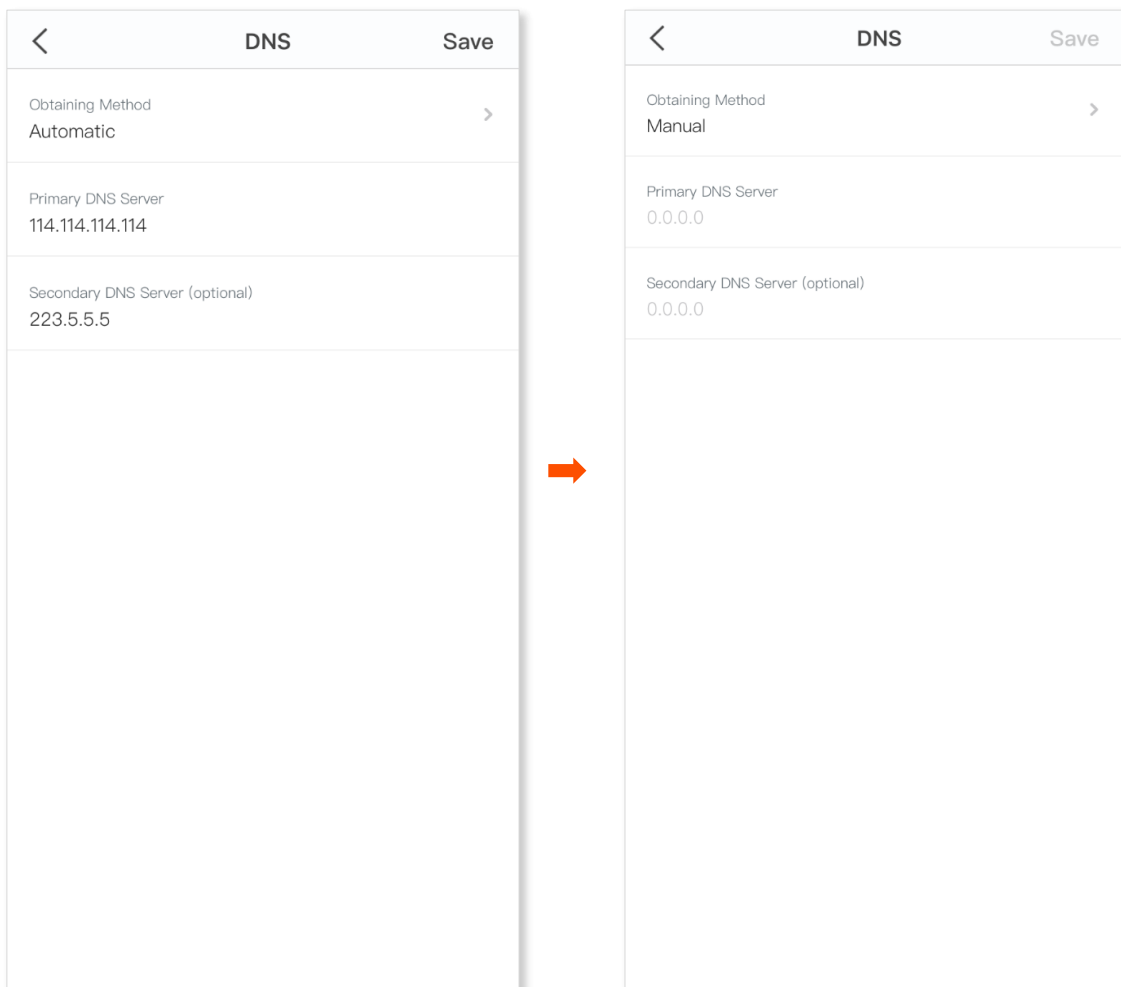 DNS
Save
Obtaining Method
Automatic
Primary DNS Server
114.114.114.114
Secondary DNS Server (optional)
223.5.5.5
DNS
Save
Obtaining Method
Manual
Primary DNS Server
0.0.0.0
Secondary DNS Server (optional)
0.0.0.0